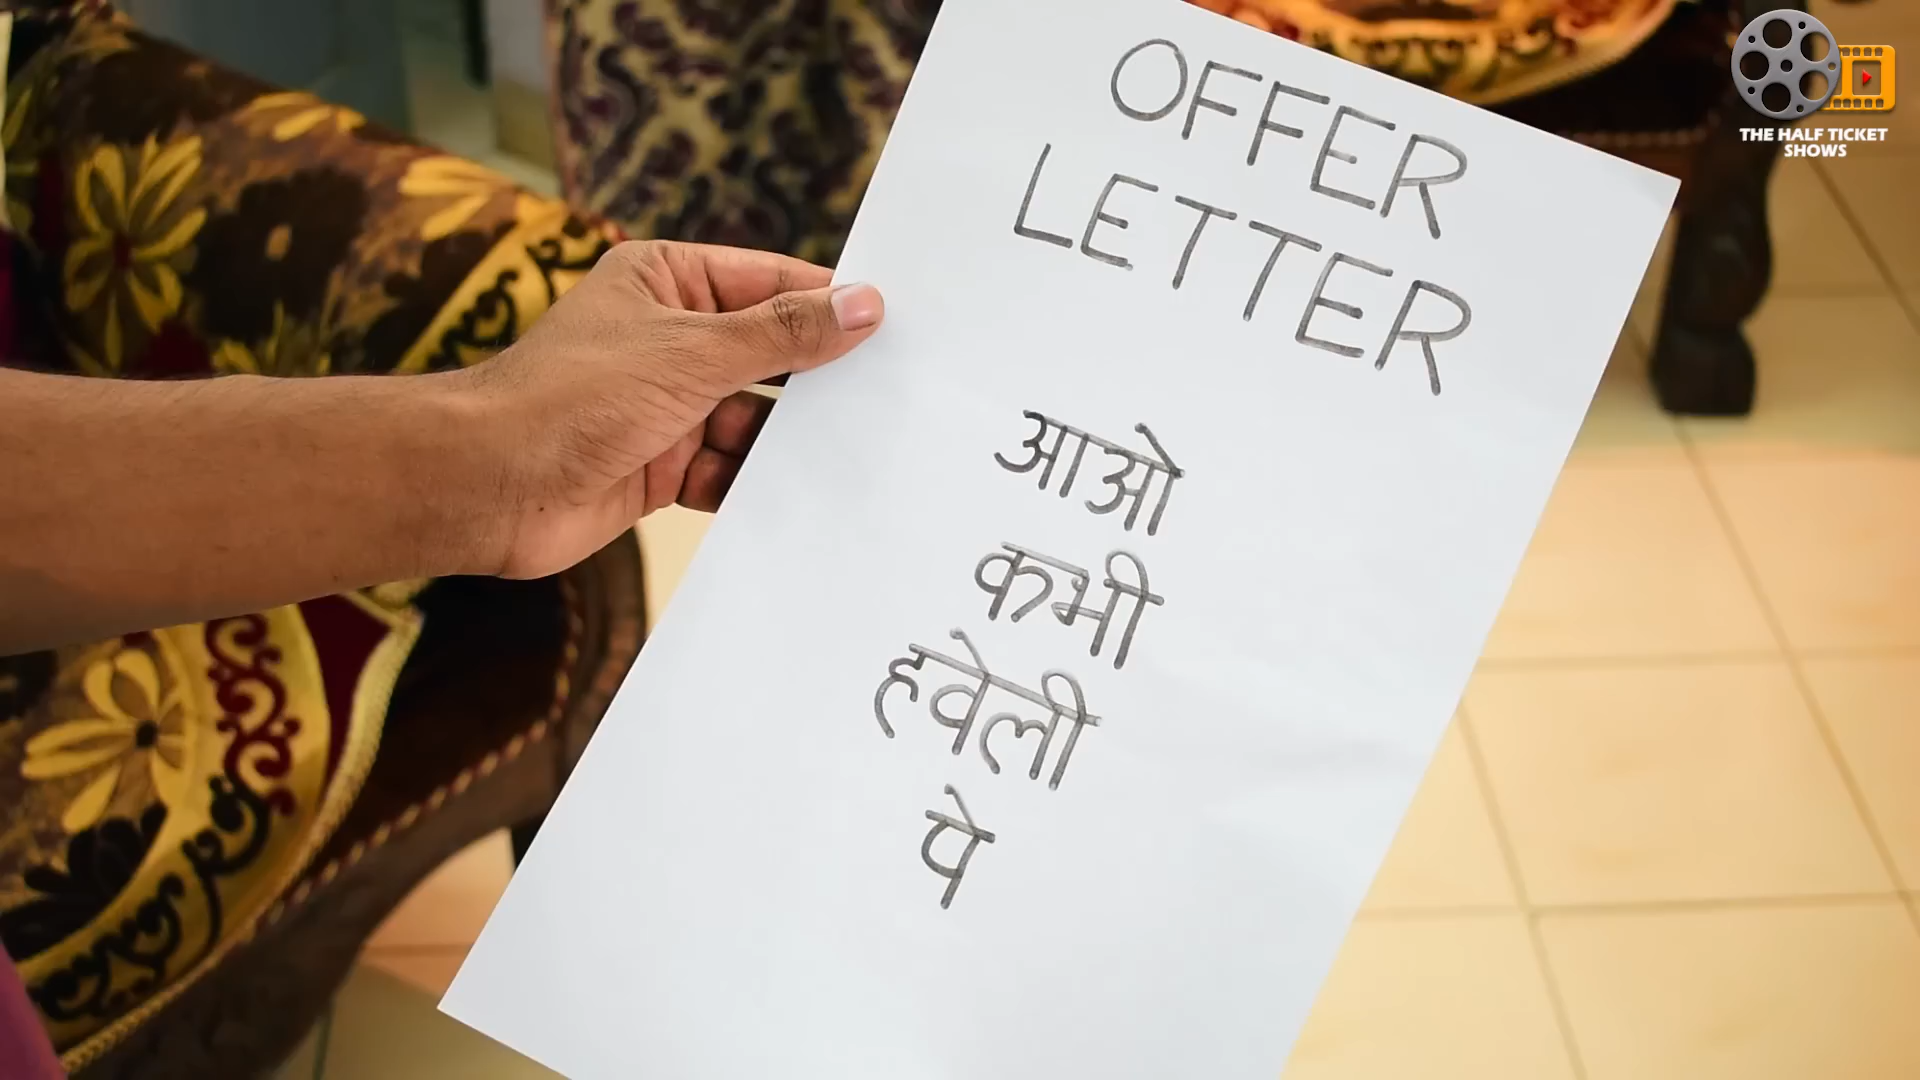 OFFER
LETTER
आओ
कभी
हवेली
पे
THE HALF TICKET
SHOWS